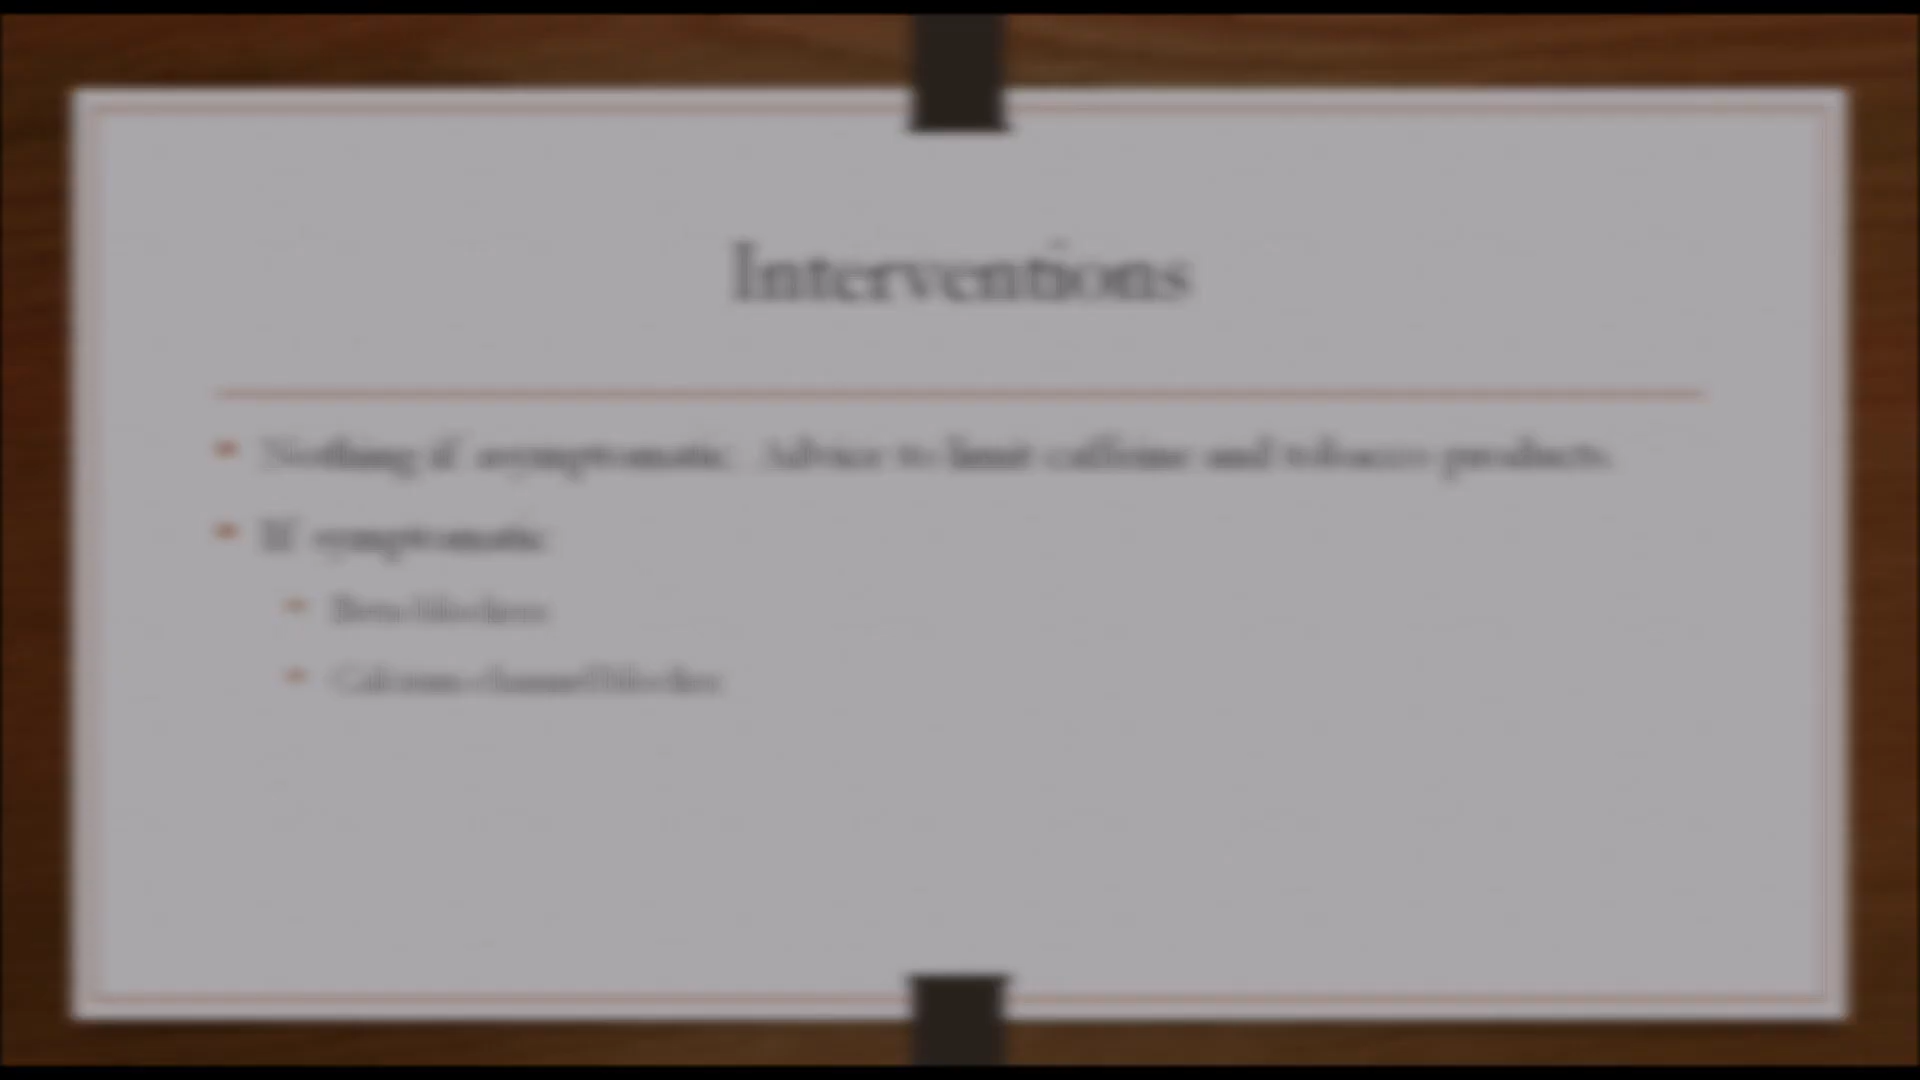 Interventions
Nothing if asymptomatic. Advice to limit caffeine and tobacco products.
If symptomatic
Beta blockers
Calcium channel blocker